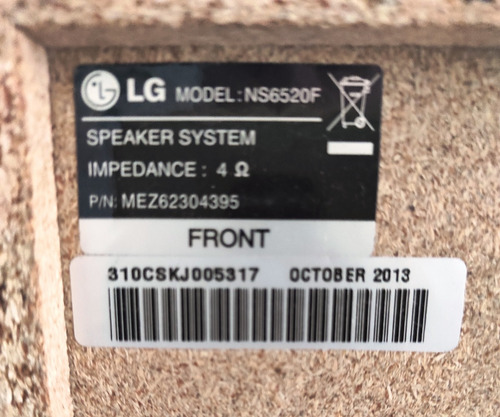 LG MODEL: NS6520F
SPEAKER SYSTEM
IMPEDANCE : 4 Ω
P/N: MEZ62304395
FRONT
310CSKJ005317 OCTOBER 2013